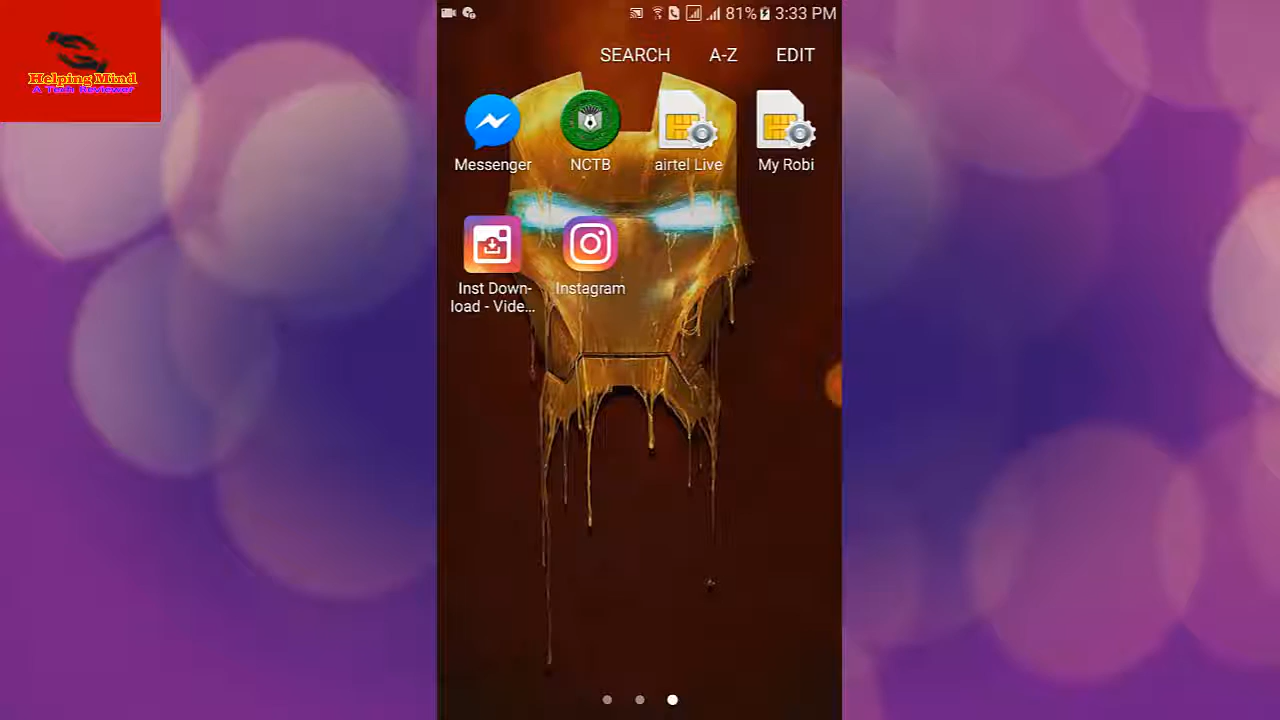 Helping Mind
A Tech Reviewer
81% 3:33 PM
SEARCH A-Z EDIT
Messenger NCTB airtel Live My Robi
Inst Down-
load - Vide...
Instagram